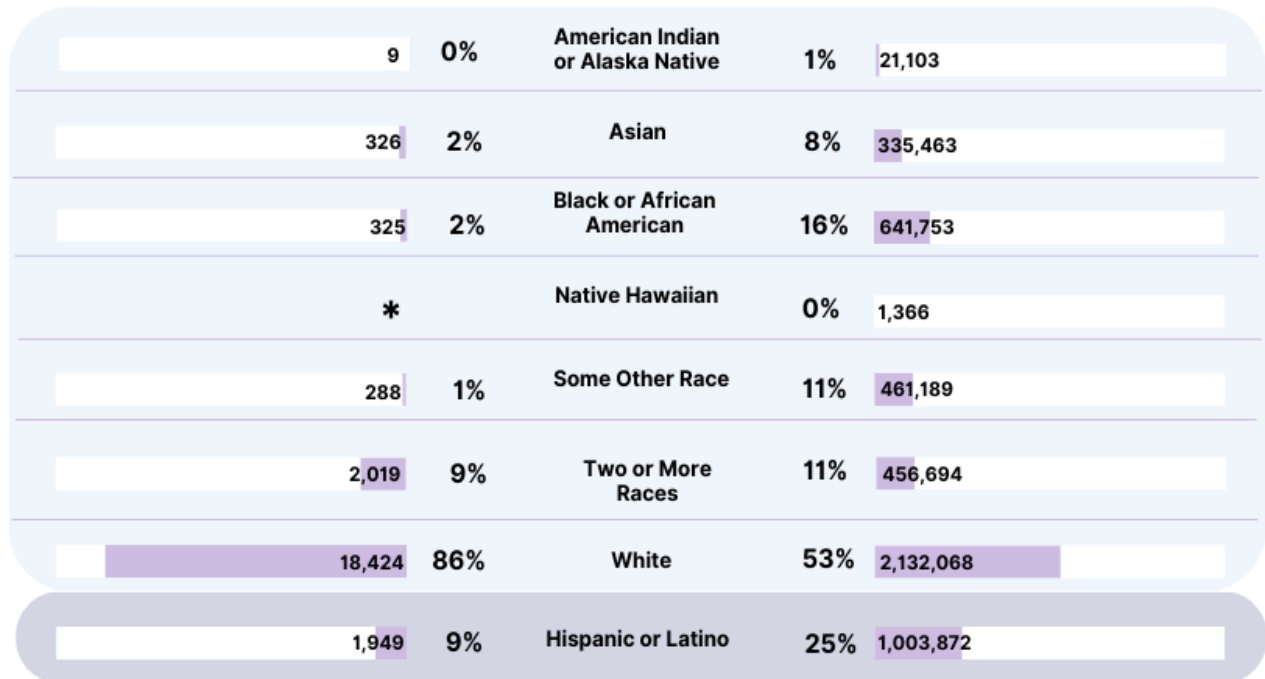 9 0% American Indian or Alaska Native 1% 21,103
326 2% Asian 8% 335,463
325 2% Black or African American 16% 641,753
* Native Hawaiian 0% 1,366
288 1% Some Other Race 11% 461,189
2,019 9% Two or More Races 11% 456,694
18,424 86% White 53% 2,132,068
1,949 9% Hispanic or Latino 25% 1,003,872